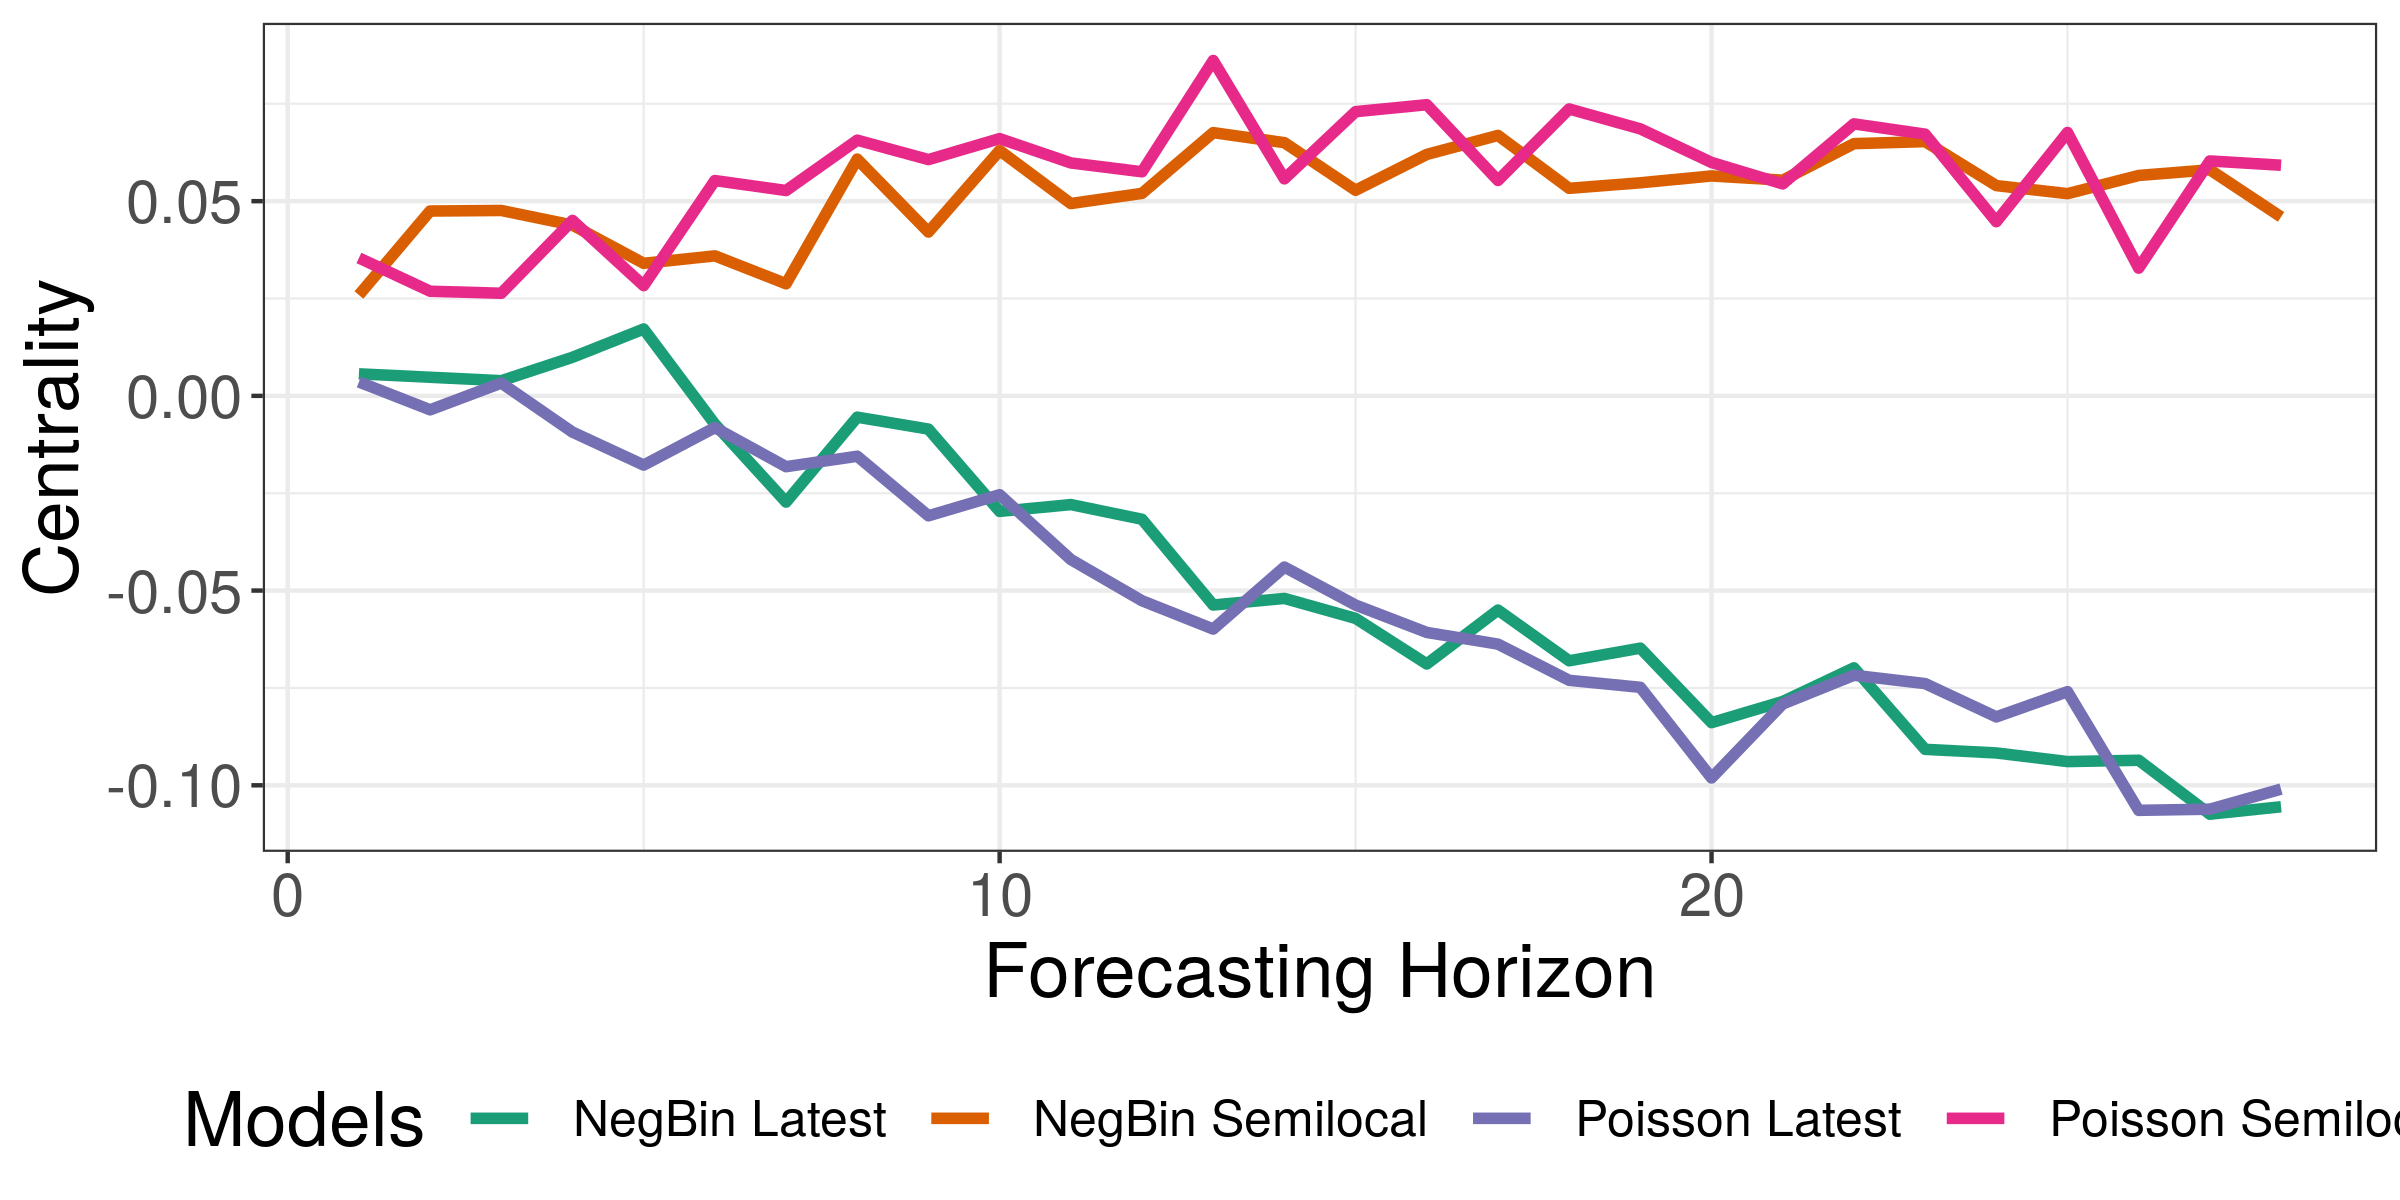 Centrality
0.05
0.00
-0.05
-0.10
0
10
20
Forecasting Horizon
Models
NegBin Latest
NegBin Semilocal
Poisson Latest
Poisson